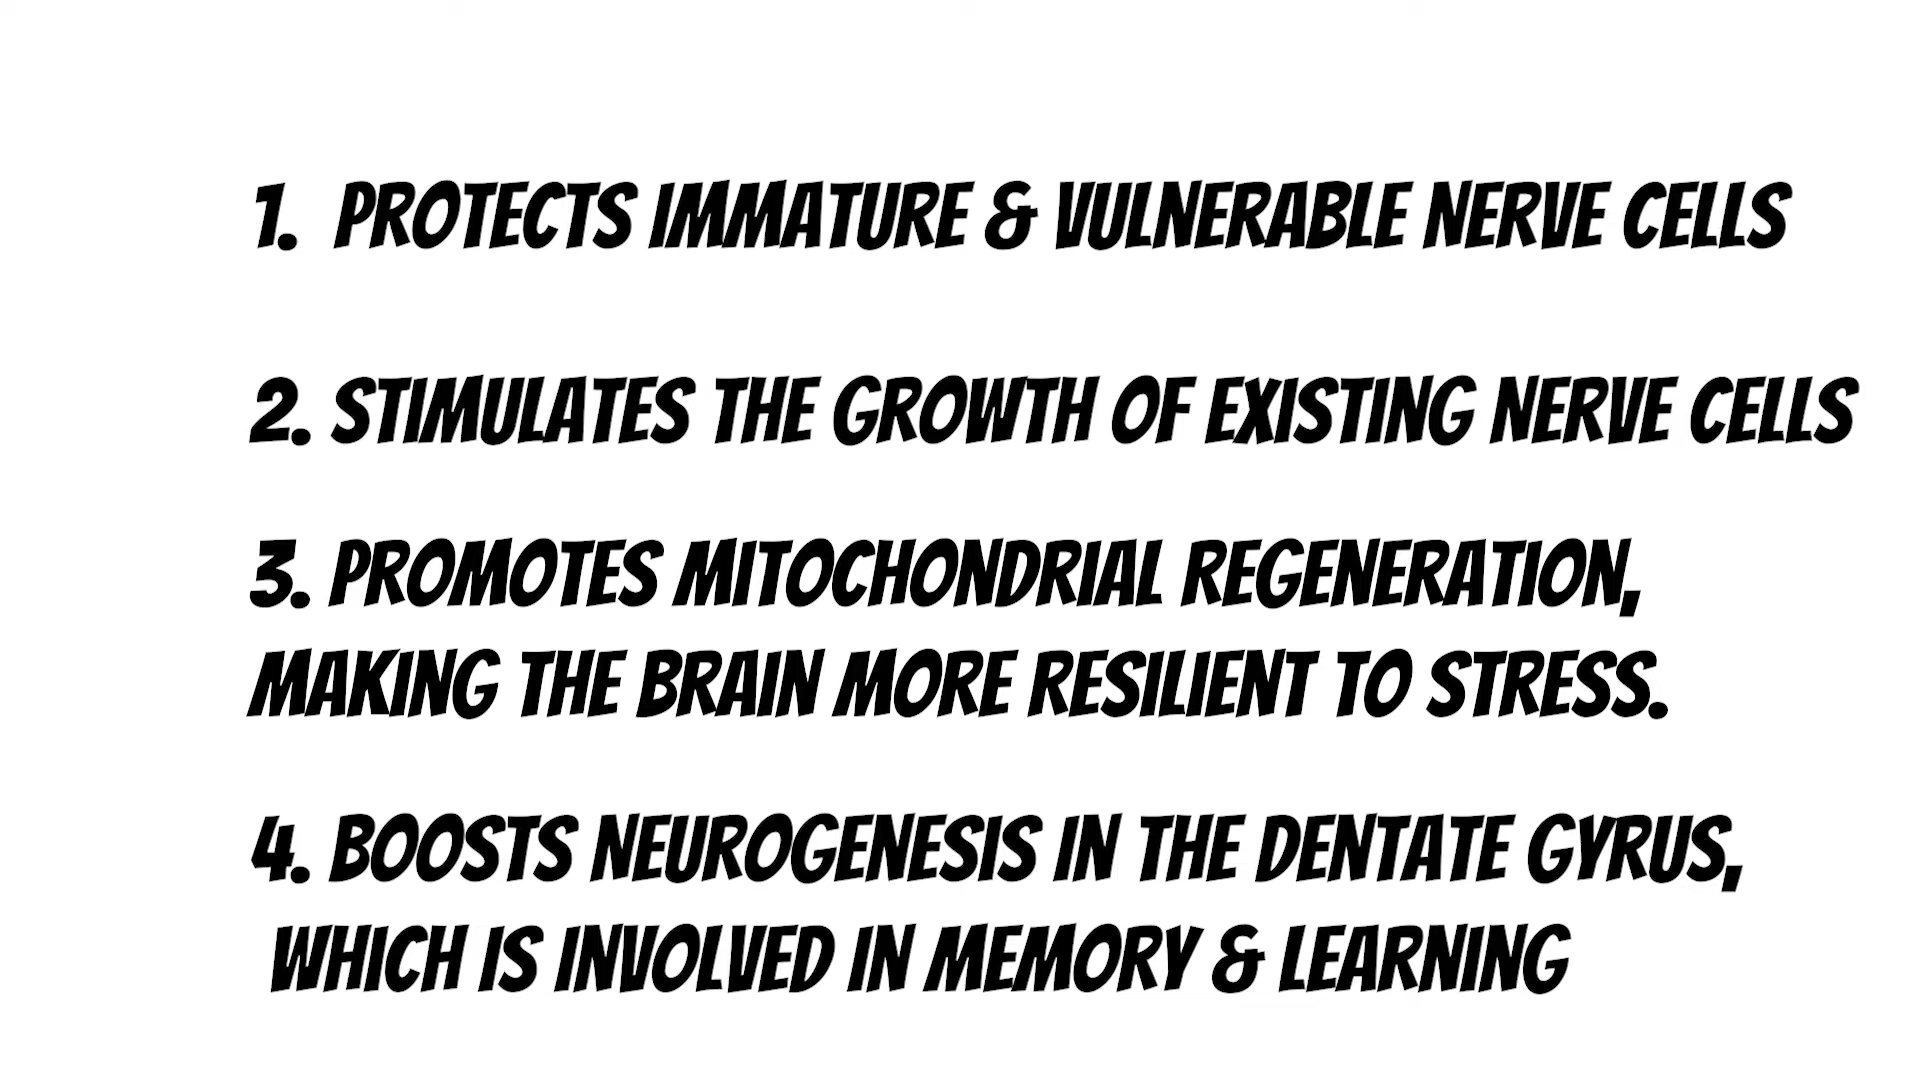 1. PROTECTS IMMATURE & VULNERABLE NERVE CELLS
2. STIMULATES THE GROWTH OF EXISTING NERVE CELLS
3. PROMOTES MITOCHONDRIAL REGENERATION,
MAKING THE BRAIN MORE RESILIENT TO STRESS.
4. BOOSTS NEUROGENESIS IN THE DENTATE GYRUS,
WHICH IS INVOLVED IN MEMORY & LEARNING